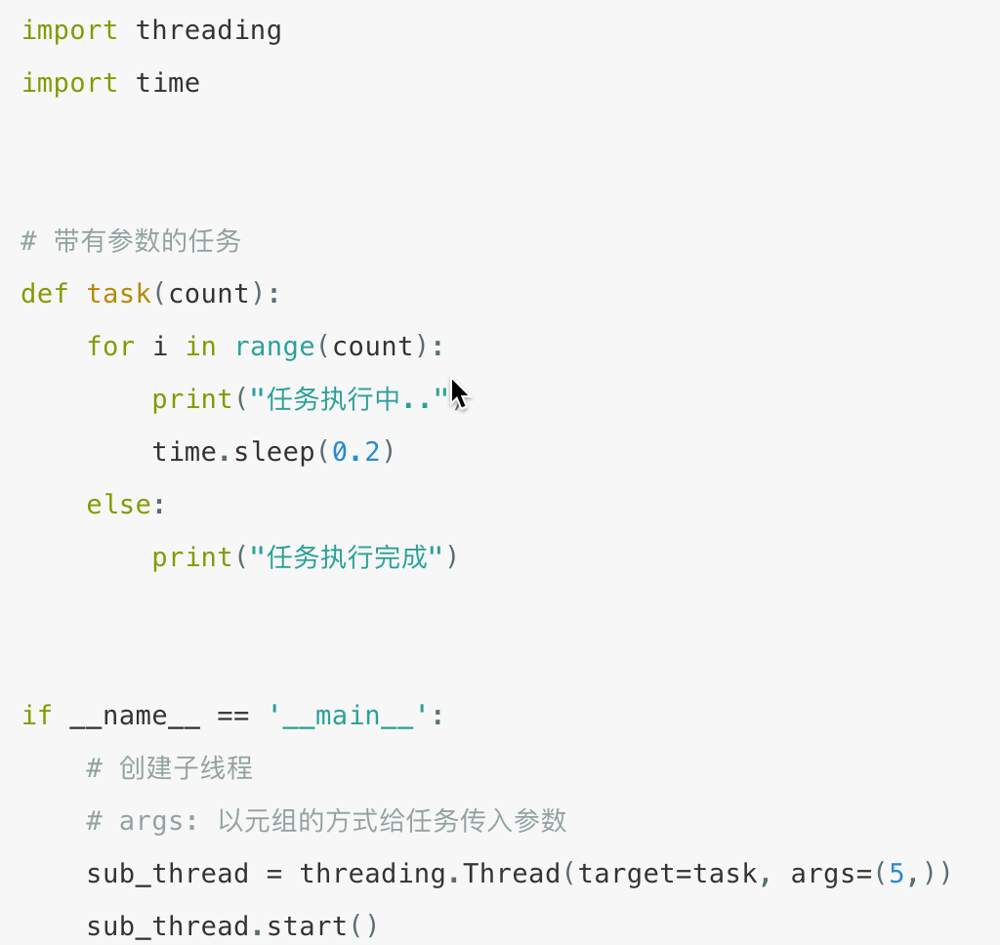 import threading
import time
# 带有参数的任务
def task(count):
    for i in range(count):
        print("任务执行中..")
        time.sleep(0.2)
    else:
        print("任务执行完成")
if __name__ == '__main__':
    # 创建子线程
    # args: 以元组的方式给任务传入参数
    sub_thread = threading.Thread(target=task, args=(5,))
    sub_thread.start()